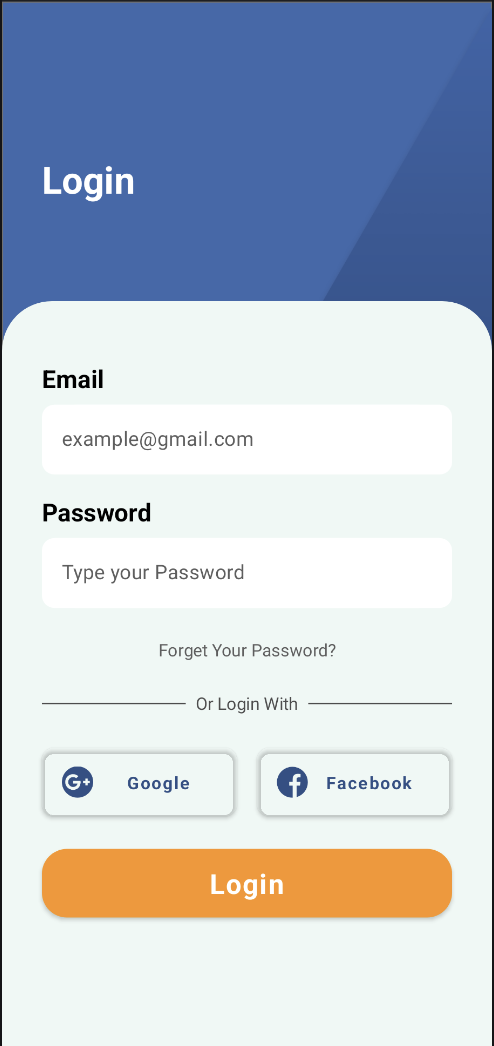 Login
Email
example@gmail.com
Password
Type your Password
Forget Your Password?
Or Login With
G+ Google
f Facebook
Login